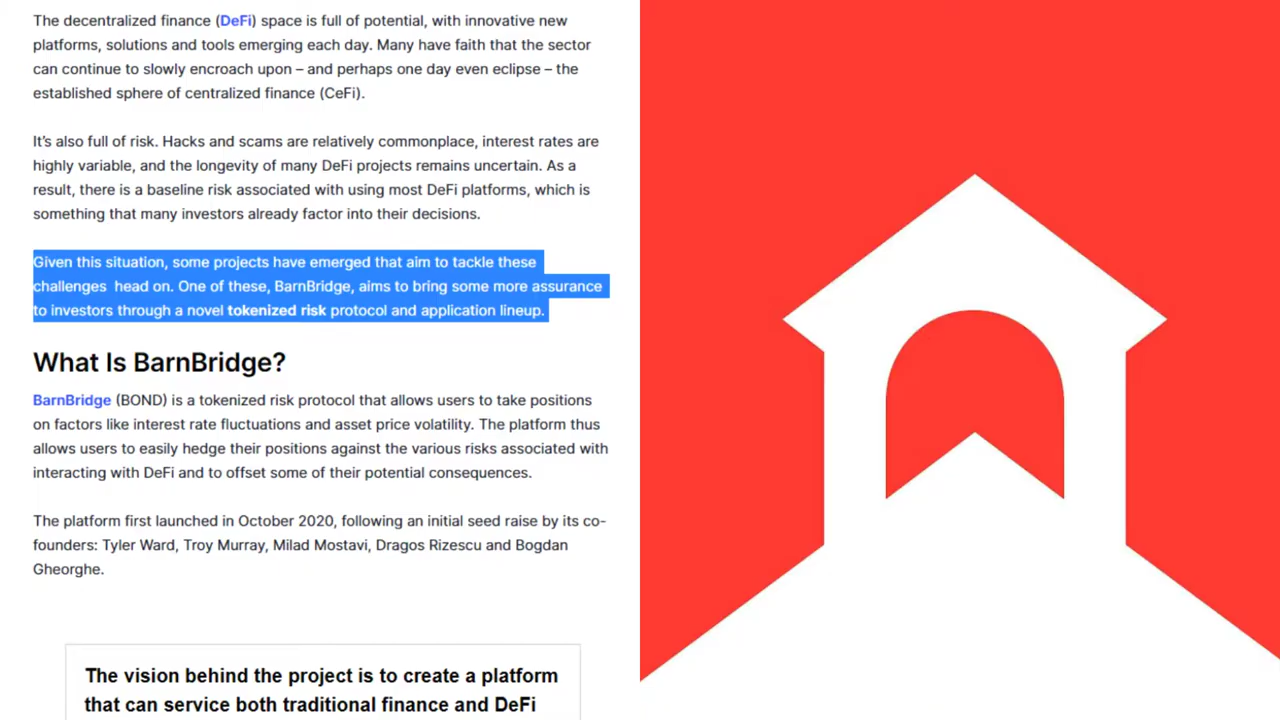 The decentralized finance (DeFi) space is full of potential, with innovative new
platforms, solutions and tools emerging each day. Many have faith that the sector
can continue to slowly encroach upon – and perhaps one day even eclipse – the
established sphere of centralized finance (CeFi).
It’s also full of risk. Hacks and scams are relatively commonplace, interest rates are
highly variable, and the longevity of many DeFi projects remains uncertain. As a
result, there is a baseline risk associated with using most DeFi platforms, which is
something that many investors already factor into their decisions.
Given this situation, some projects have emerged that aim to tackle these
challenges  head on. One of these, BarnBridge, aims to bring some more assurance
to investors through a novel tokenized risk protocol and application lineup.
What Is BarnBridge?
BarnBridge (BOND) is a tokenized risk protocol that allows users to take positions
on factors like interest rate fluctuations and asset price volatility. The platform thus
allows users to easily hedge their positions against the various risks associated with
interacting with DeFi and to offset some of their potential consequences.
The platform first launched in October 2020, following an initial seed raise by its co-
founders: Tyler Ward, Troy Murray, Milad Mostavi, Dragos Rizescu and Bogdan
Gheorghe.
The vision behind the project is to create a platform
that can service both traditional finance and DeFi